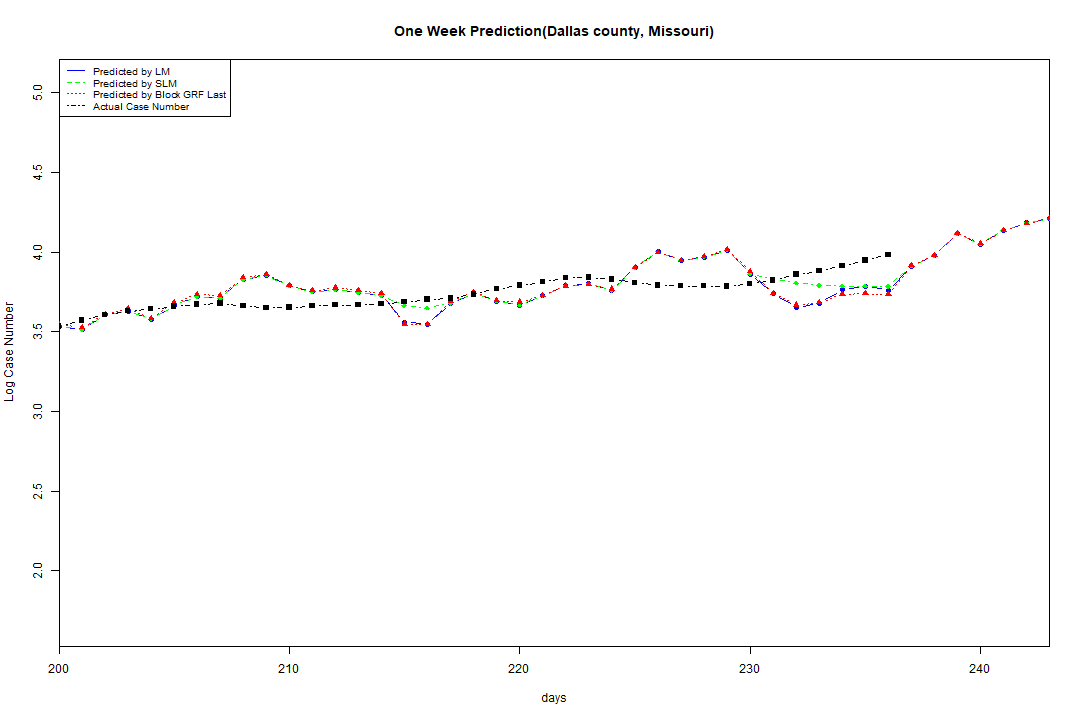 One Week Prediction(Dallas county, Missouri)
Predicted by LM
Predicted by SLM
Predicted by Block GRF Last
Actual Case Number
5.0
4.5
4.0
3.5
3.0
2.5
2.0
Log Case Number
200
210
220
230
240
days